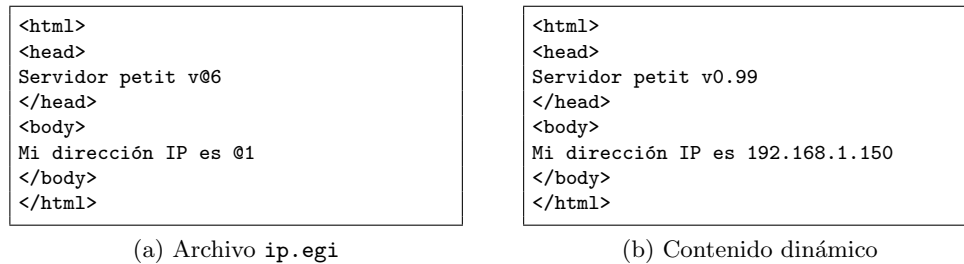 <html>
<head>
Servidor petit v@6
</head>
<body>
Mi dirección IP es @1
</body>
</html>
(a) Archivo ip.egi
<html>
<head>
Servidor petit v0.99
</head>
<body>
Mi dirección IP es 192.168.1.150
</body>
</html>
(b) Contenido dinámico